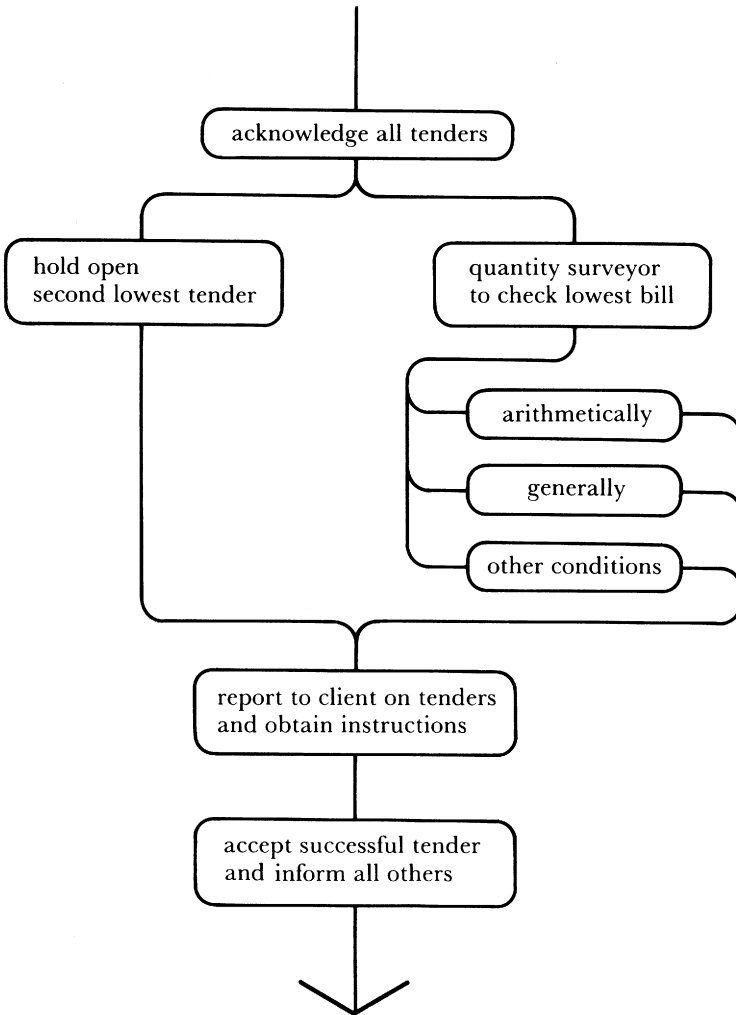 acknowledge all tenders
hold open
second lowest tender
quantity surveyor
to check lowest bill
arithmetically
generally
other conditions
report to client on tenders
and obtain instructions
accept successful tender
and inform all others